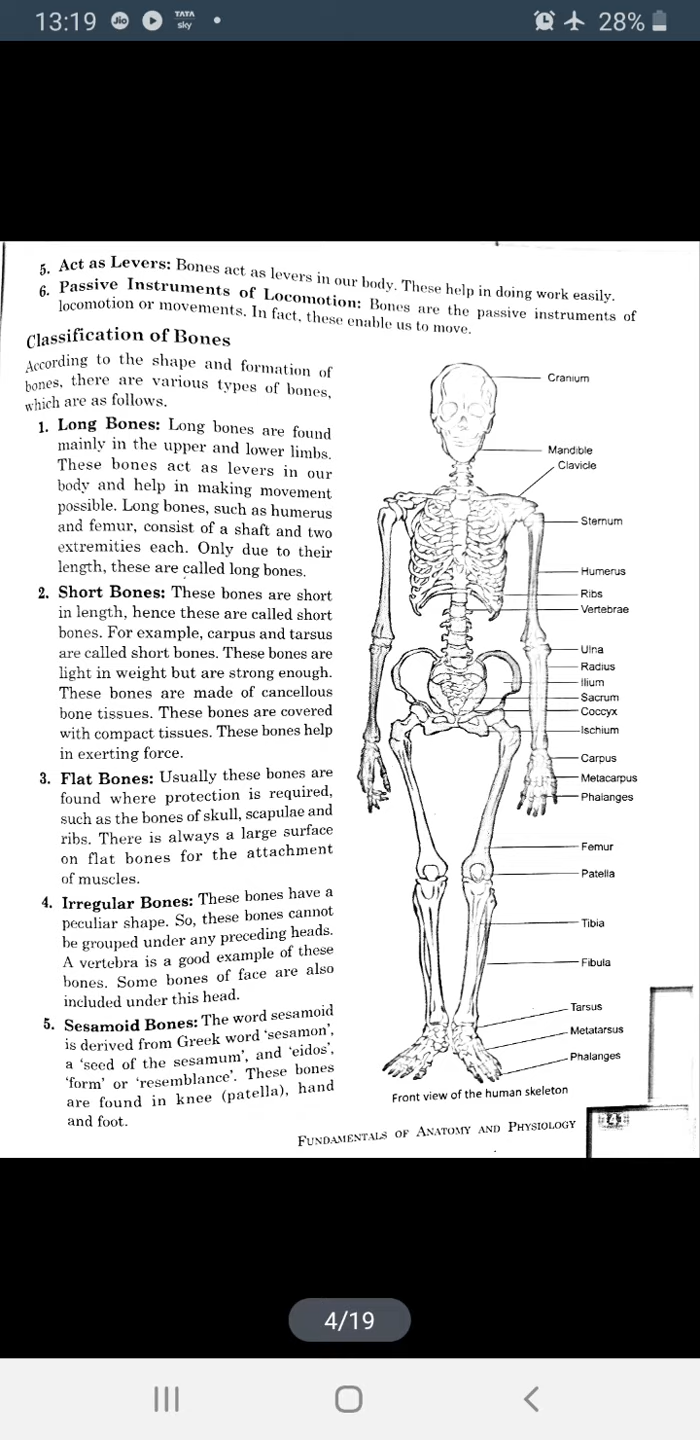 13:19 Jio TATA sky 28%
5. Act as Levers: Bones act as levers in our body. These help in doing work easily.
6. Passive Instruments of Locomotion: Bones are the passive instruments of
locomotion or movements. In fact, these enable us to move.
Classification of Bones
According to the shape and formation of
bones, there are various types of bones,
which are as follows.
1. Long Bones: Long bones are found
mainly in the upper and lower limbs.
These bones act as levers in our
body and help in making movement
possible. Long bones, such as humerus
and femur, consist of a shaft and two
extremities each. Only due to their
length, these are called long bones.
2. Short Bones: These bones are short
in length, hence these are called short
bones. For example, carpus and tarsus
are called short bones. These bones are
light in weight but are strong enough.
These bones are made of cancellous
bone tissues. These bones are covered
with compact tissues. These bones help
in exerting force.
3. Flat Bones: Usually these bones are
found where protection is required,
such as the bones of skull, scapulae and
ribs. There is always a large surface
on flat bones for the attachment
of muscles.
4. Irregular Bones: These bones have a
peculiar shape. So, these bones cannot
be grouped under any preceding heads.
A vertebra is a good example of these
bones. Some bones of face are also
included under this head.
5. Sesamoid Bones: The word sesamoid
is derived from Greek word 'sesamon',
a 'seed of the sesamum', and 'eidos',
'form' or 'resemblance'. These bones
are found in knee (patella), hand
and foot.
Cranium
Mandible
Clavicle
Sternum
Humerus
Ribs
Vertebrae
Ulna
Radius
Ilium
Sacrum
Coccyx
Ischium
Carpus
Metacarpus
Phalanges
Femur
Patella
Tibia
Fibula
Tarsus
Metatarsus
Phalanges
Front view of the human skeleton
FUNDAMENTALS OF ANATOMY AND PHYSIOLOGY
41
4/19